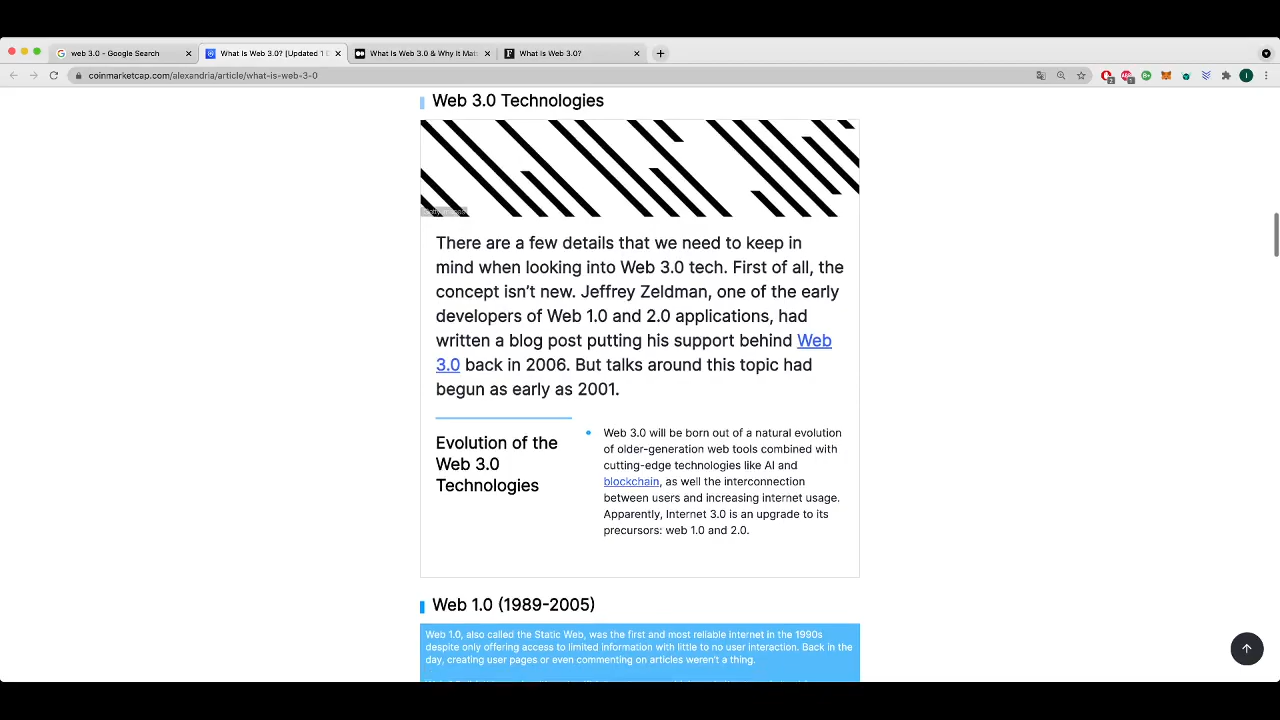 web 3.0 - Google Search
What Is Web 3.0? [Updated 1 D
What Is Web 3.0 & Why It Mat
What Is Web 3.0?
coinmarketcap.com/alexandria/article/what-is-web-3-0
Web 3.0 Technologies
There are a few details that we need to keep in
mind when looking into Web 3.0 tech. First of all, the
concept isn't new. Jeffrey Zeldman, one of the early
developers of Web 1.0 and 2.0 applications, had
written a blog post putting his support behind Web
3.0 back in 2006. But talks around this topic had
begun as early as 2001.
Evolution of the
Web 3.0
Technologies
Web 3.0 will be born out of a natural evolution
of older-generation web tools combined with
cutting-edge technologies like AI and
blockchain, as well the interconnection
between users and increasing internet usage.
Apparently, Internet 3.0 is an upgrade to its
precursors: web 1.0 and 2.0.
Web 1.0 (1989-2005)
Web 1.0, also called the Static Web, was the first and most reliable internet in the 1990s
despite only offering access to limited information with little to no user interaction. Back in the
day, creating user pages or even commenting on articles weren't a thing.